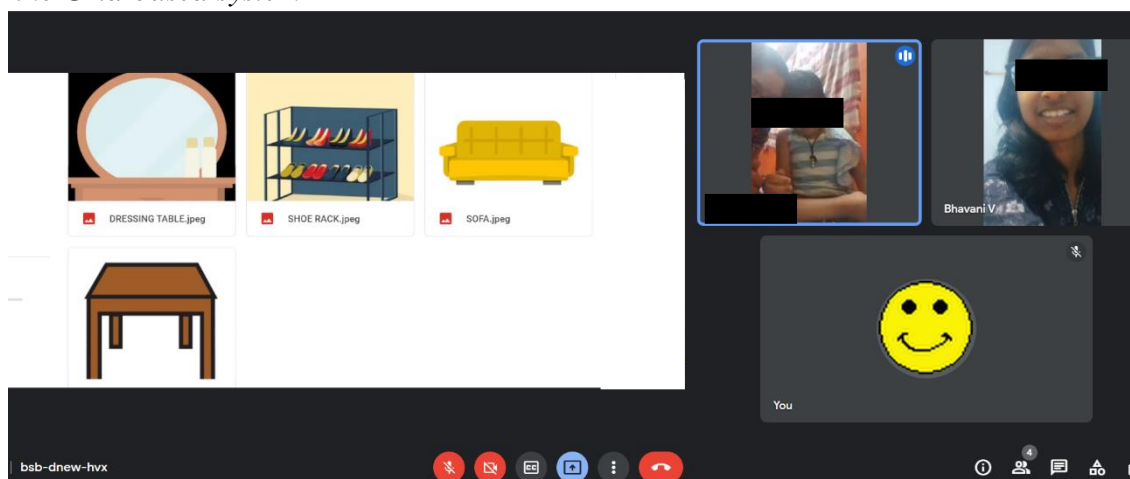 DRESSING TABLE.jpeg
SHOE RACK.jpeg
SOFA.jpeg
Bhavani V
You
bsb-dnew-hvx
CC
4